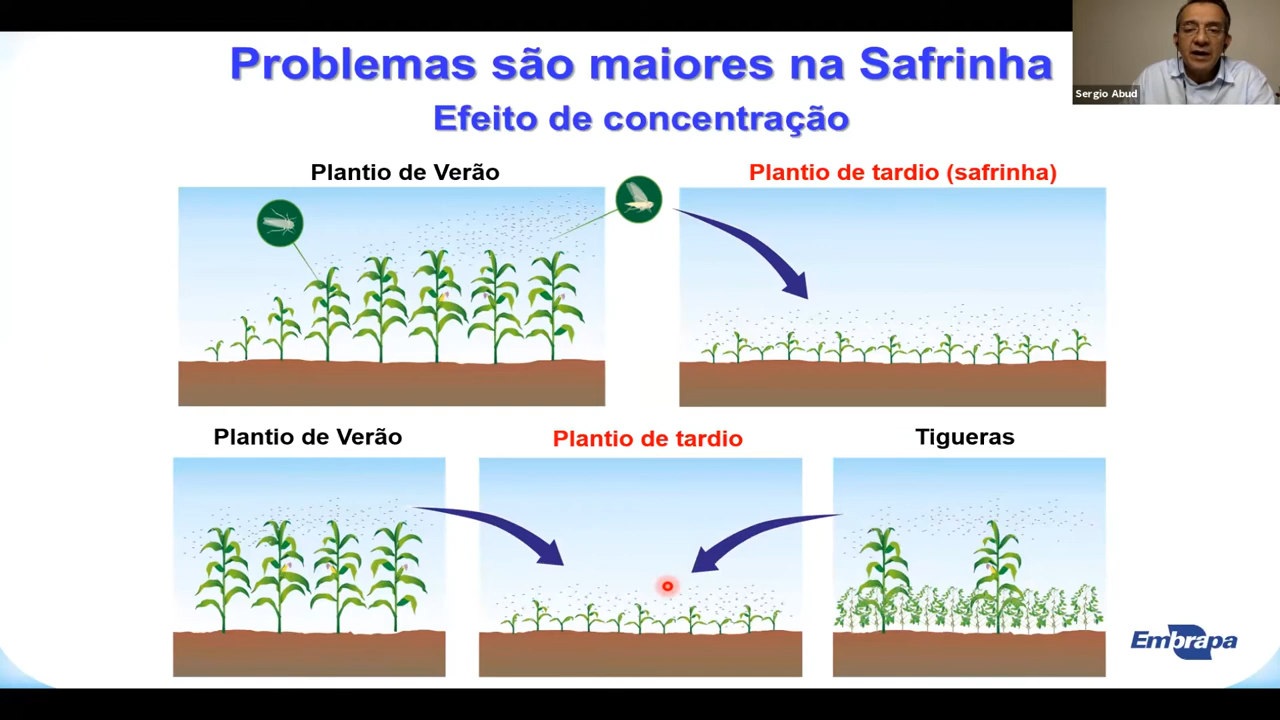 Problemas são maiores na Safrinha
Efeito de concentração
Sergio Abud
Plantio de Verão
Plantio de tardio (safrinha)
Plantio de Verão
Plantio de tardio
Tigueras
Embrapa